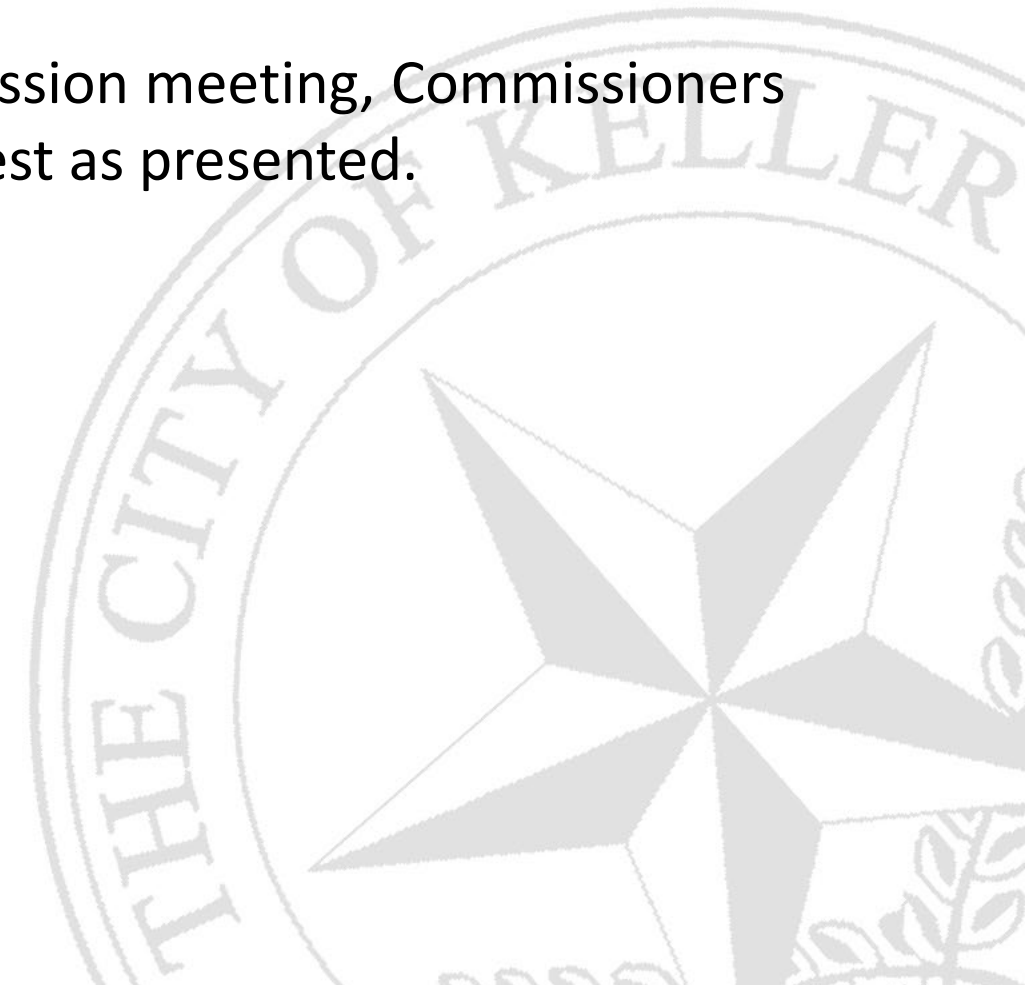 ssion meeting, Commissioners
est as presented.
THE CITY OF KELLER